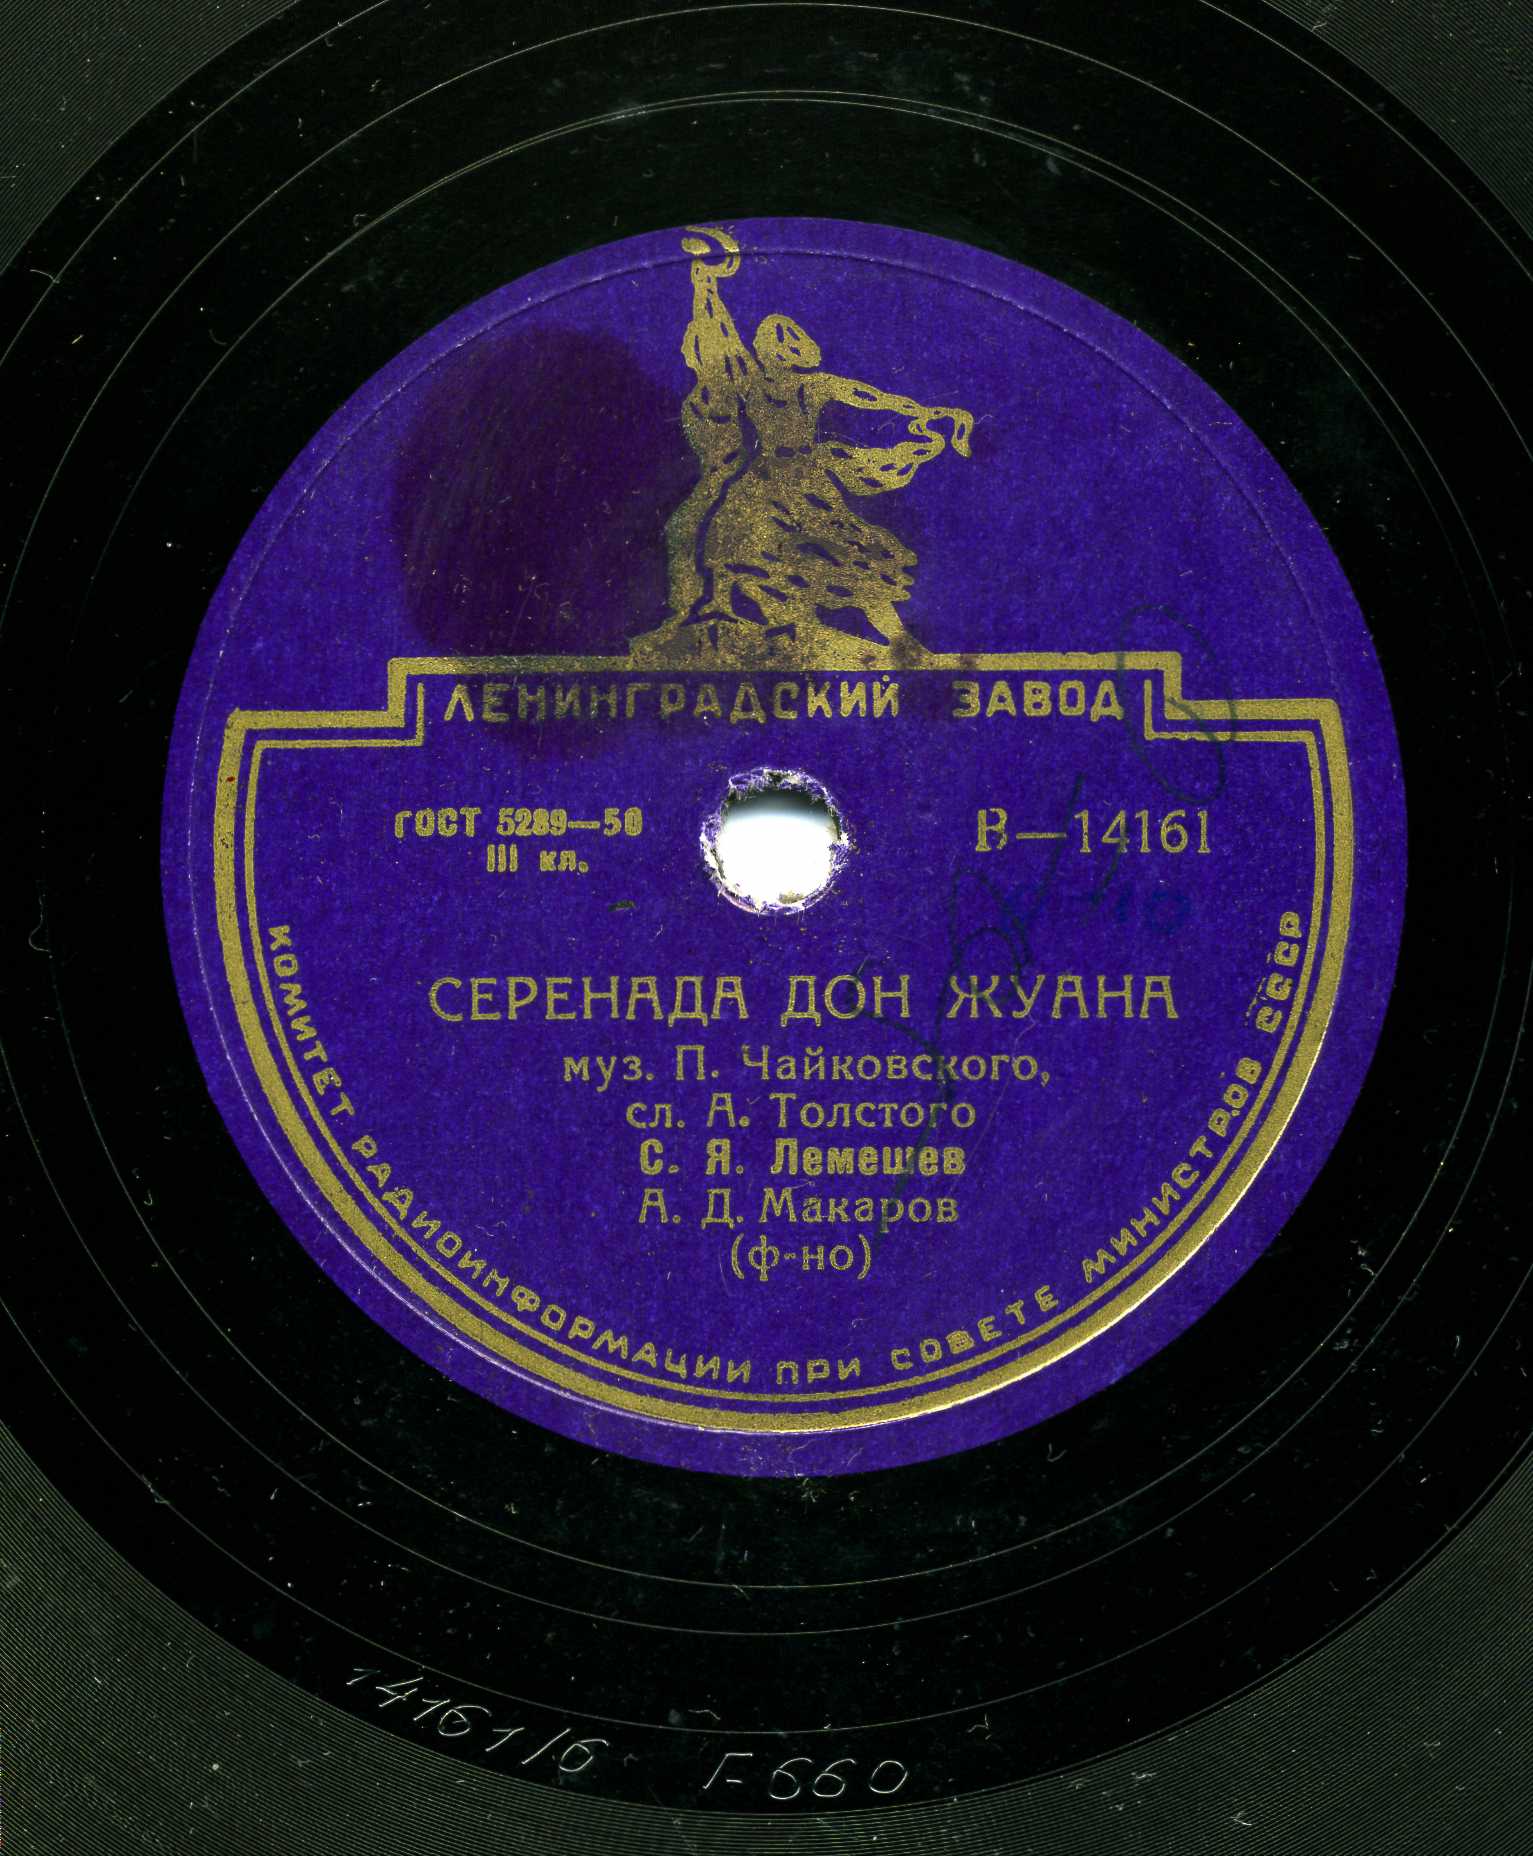 ЛЕНИНГРАДСКИЙ ЗАВОД
ГОСТ 5289—50
III кл.
В—14161
СЕРЕНАДА ДОН ЖУАНА
муз. П. Чайковского,
сл. А. Толстого
С. Я. Лемешев
А. Д. Макаров
(ф-но)
КОМИТЕТ РАДИОИНФОРМАЦИИ ПРИ СОВЕТЕ МИНИСТРОВ СССР
14161/6 Г-660